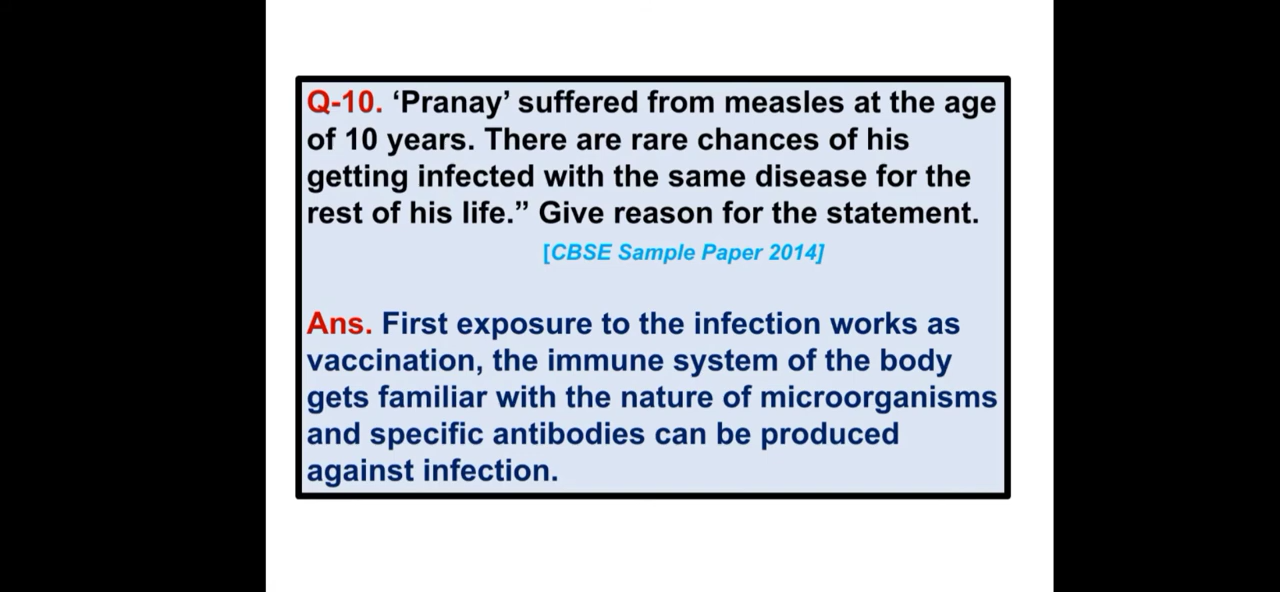 Q-10. ‘Pranay’ suffered from measles at the age
of 10 years. There are rare chances of his
getting infected with the same disease for the
rest of his life.” Give reason for the statement.
[CBSE Sample Paper 2014]
Ans. First exposure to the infection works as
vaccination, the immune system of the body
gets familiar with the nature of microorganisms
and specific antibodies can be produced
against infection.